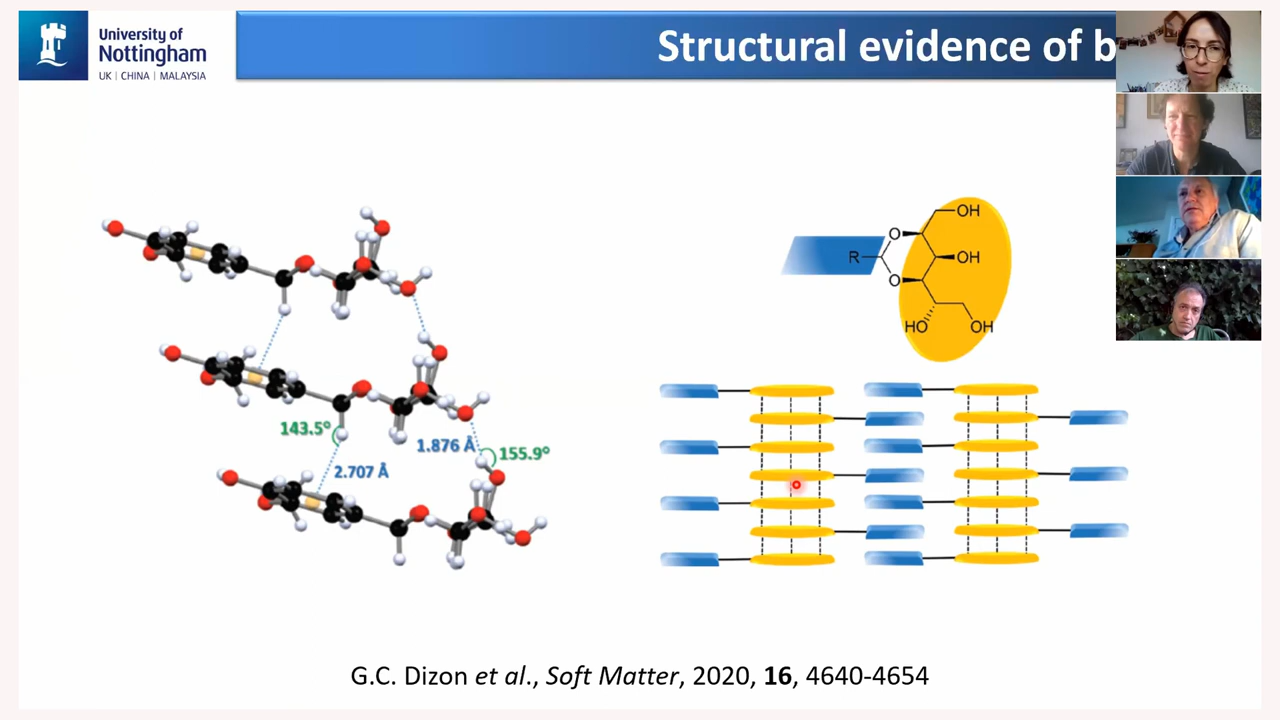 University of
Nottingham
UK | CHINA | MALAYSIA
Structural evidence of b
143.5°
1.876 Å
155.9°
2.707 Å
OH
O
R
OH
O
HO
OH
G.C. Dizon et al., Soft Matter, 2020, 16, 4640-4654